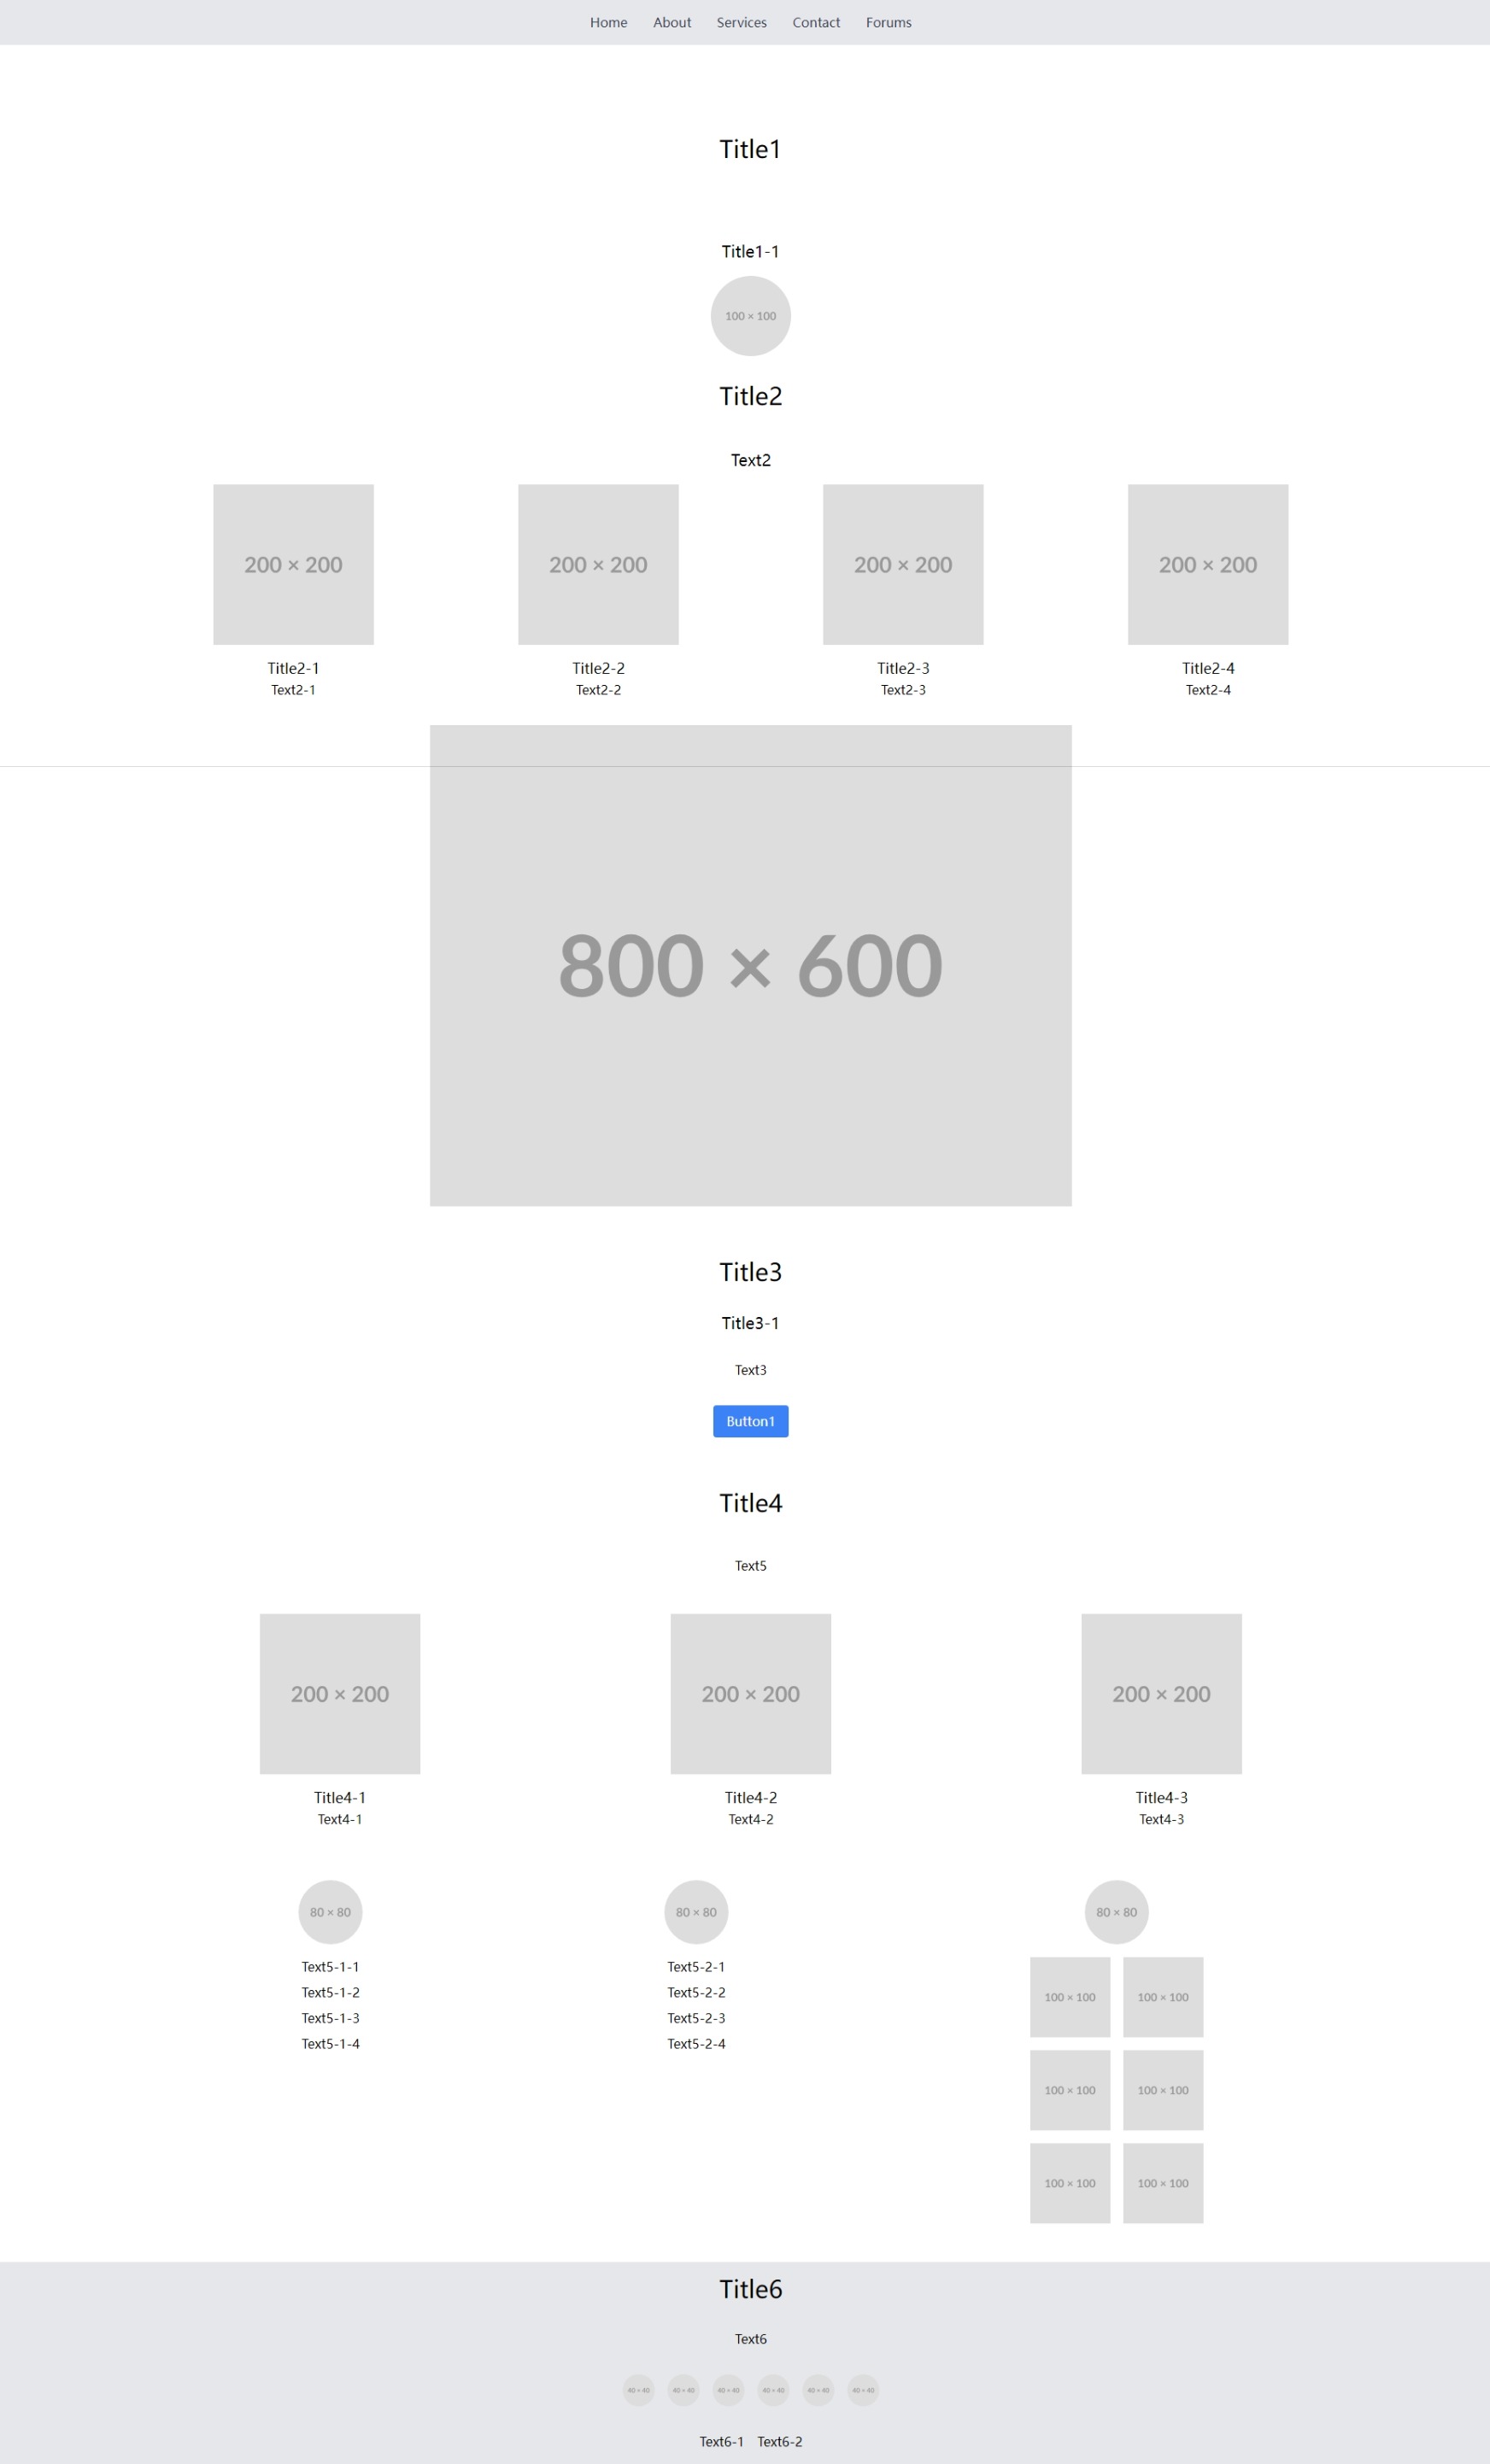 Home About Services Contact Forums
Title1
Title1-1
100 × 100
Title2
Text2
200 × 200 200 × 200 200 × 200 200 × 200
Title2-1 Title2-2 Title2-3 Title2-4
Text2-1 Text2-2 Text2-3 Text2-4
800 × 600
Title3
Title3-1
Text3
Button1
Title4
Text5
200 × 200 200 × 200 200 × 200
Title4-1 Title4-2 Title4-3
Text4-1 Text4-2 Text4-3
80 × 80
Text5-1-1
Text5-1-2
Text5-1-3
Text5-1-4
80 × 80
Text5-2-1
Text5-2-2
Text5-2-3
Text5-2-4
80 × 80
100 × 100 100 × 100
100 × 100 100 × 100
100 × 100 100 × 100
Title6
Text6
40 × 40 40 × 40 40 × 40 40 × 40 40 × 40 40 × 40
Text6-1 Text6-2